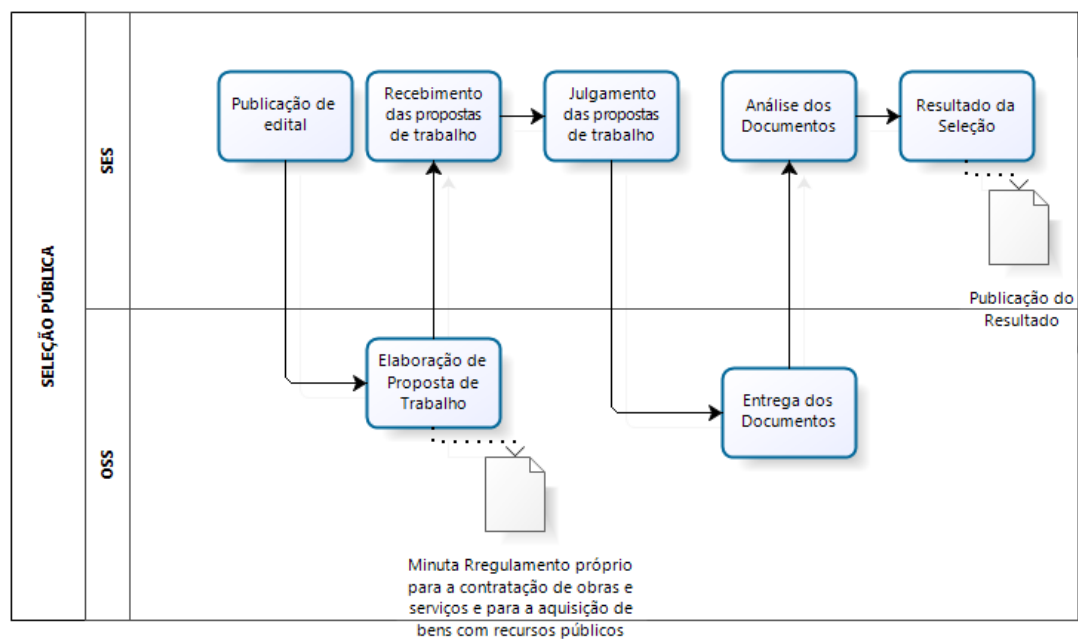 SELEÇÃO PÚBLICA
SES
Publicação de
edital
Recebimento
das propostas
de trabalho
Julgamento
das propostas
de trabalho
Análise dos
Documentos
Resultado da
Seleção
Publicação do
Resultado
OSS
Elaboração de
Proposta de
Trabalho
Entrega dos
Documentos
Minuta Rregulamento próprio
para a contratação de obras e
serviços e para a aquisição de
bens com recursos públicos